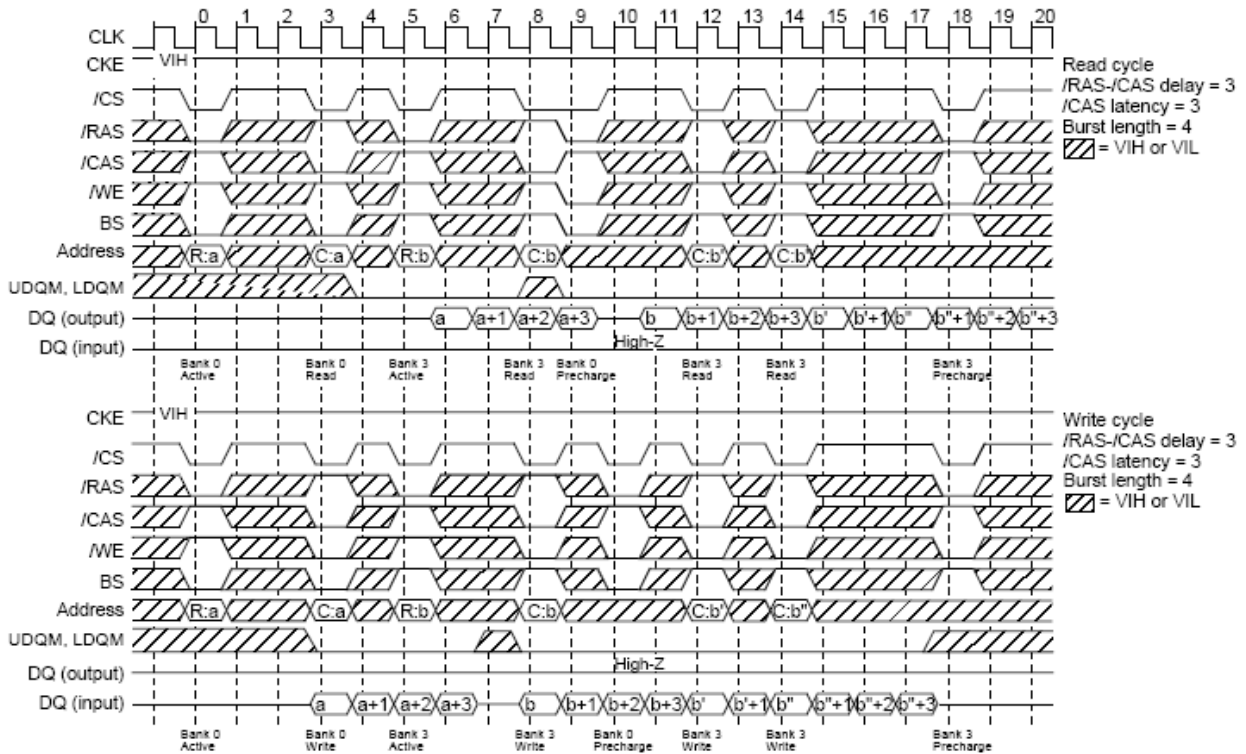 0 1 2 3 4 5 6 7 8 9 10 11 12 13 14 15 16 17 18 19 20
CLK
CKE VIH
/CS
/RAS
/CAS
/WE
BS
Address R:a C:a R:b C:b C:b' C:b"
UDQM, LDQM
DQ (output) a a+1 a+2 a+3 b b+1 b+2 b+3 b' b'+1 b" b"+1 b"+2 b"+3
DQ (input) High-Z
Bank 0 Active
Bank 0 Read
Bank 3 Active
Bank 3 Read
Bank 0 Precharge
Bank 3 Read
Bank 3 Read
Bank 3 Precharge
Read cycle
/RAS-/CAS delay = 3
/CAS latency = 3
Burst length = 4
= VIH or VIL
CKE VIH
/CS
/RAS
/CAS
/WE
BS
Address R:a C:a R:b C:b C:b' C:b"
UDQM, LDQM
DQ (output) High-Z
DQ (input) a a+1 a+2 a+3 b b+1 b+2 b+3 b' b'+1 b" b"+1 b"+2 b"+3
Bank 0 Active
Bank 0 Write
Bank 3 Active
Bank 3 Write
Bank 0 Precharge
Bank 3 Write
Bank 3 Write
Bank 3 Precharge
Write cycle
/RAS-/CAS delay = 3
/CAS latency = 3
Burst length = 4
= VIH or VIL